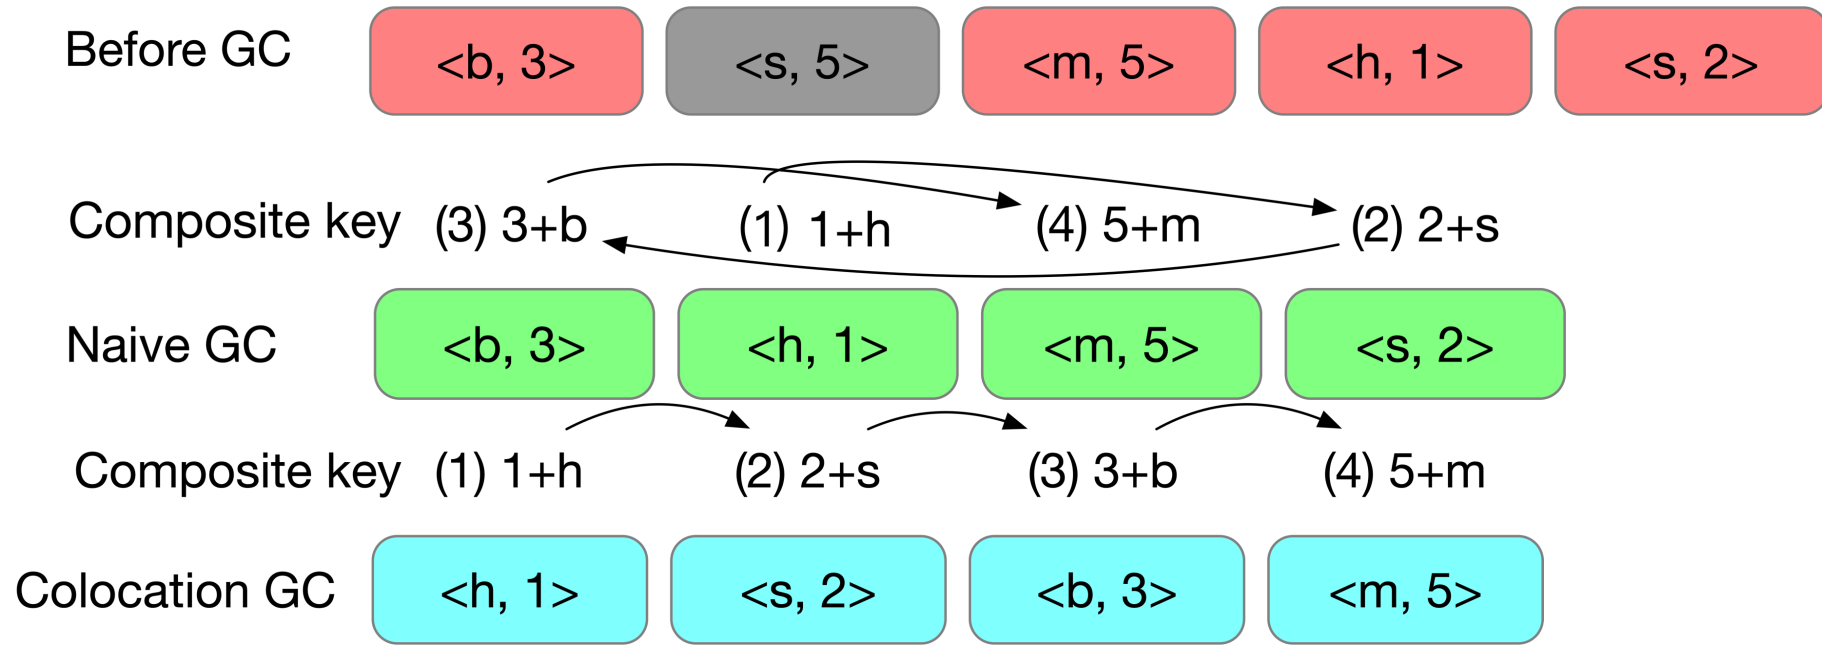 Before GC <b, 3> <s, 5> <m, 5> <h, 1> <s, 2>
Composite key (3) 3+b (1) 1+h (4) 5+m (2) 2+s
Naive GC <b, 3> <h, 1> <m, 5> <s, 2>
Composite key (1) 1+h (2) 2+s (3) 3+b (4) 5+m
Colocation GC <h, 1> <s, 2> <b, 3> <m, 5>